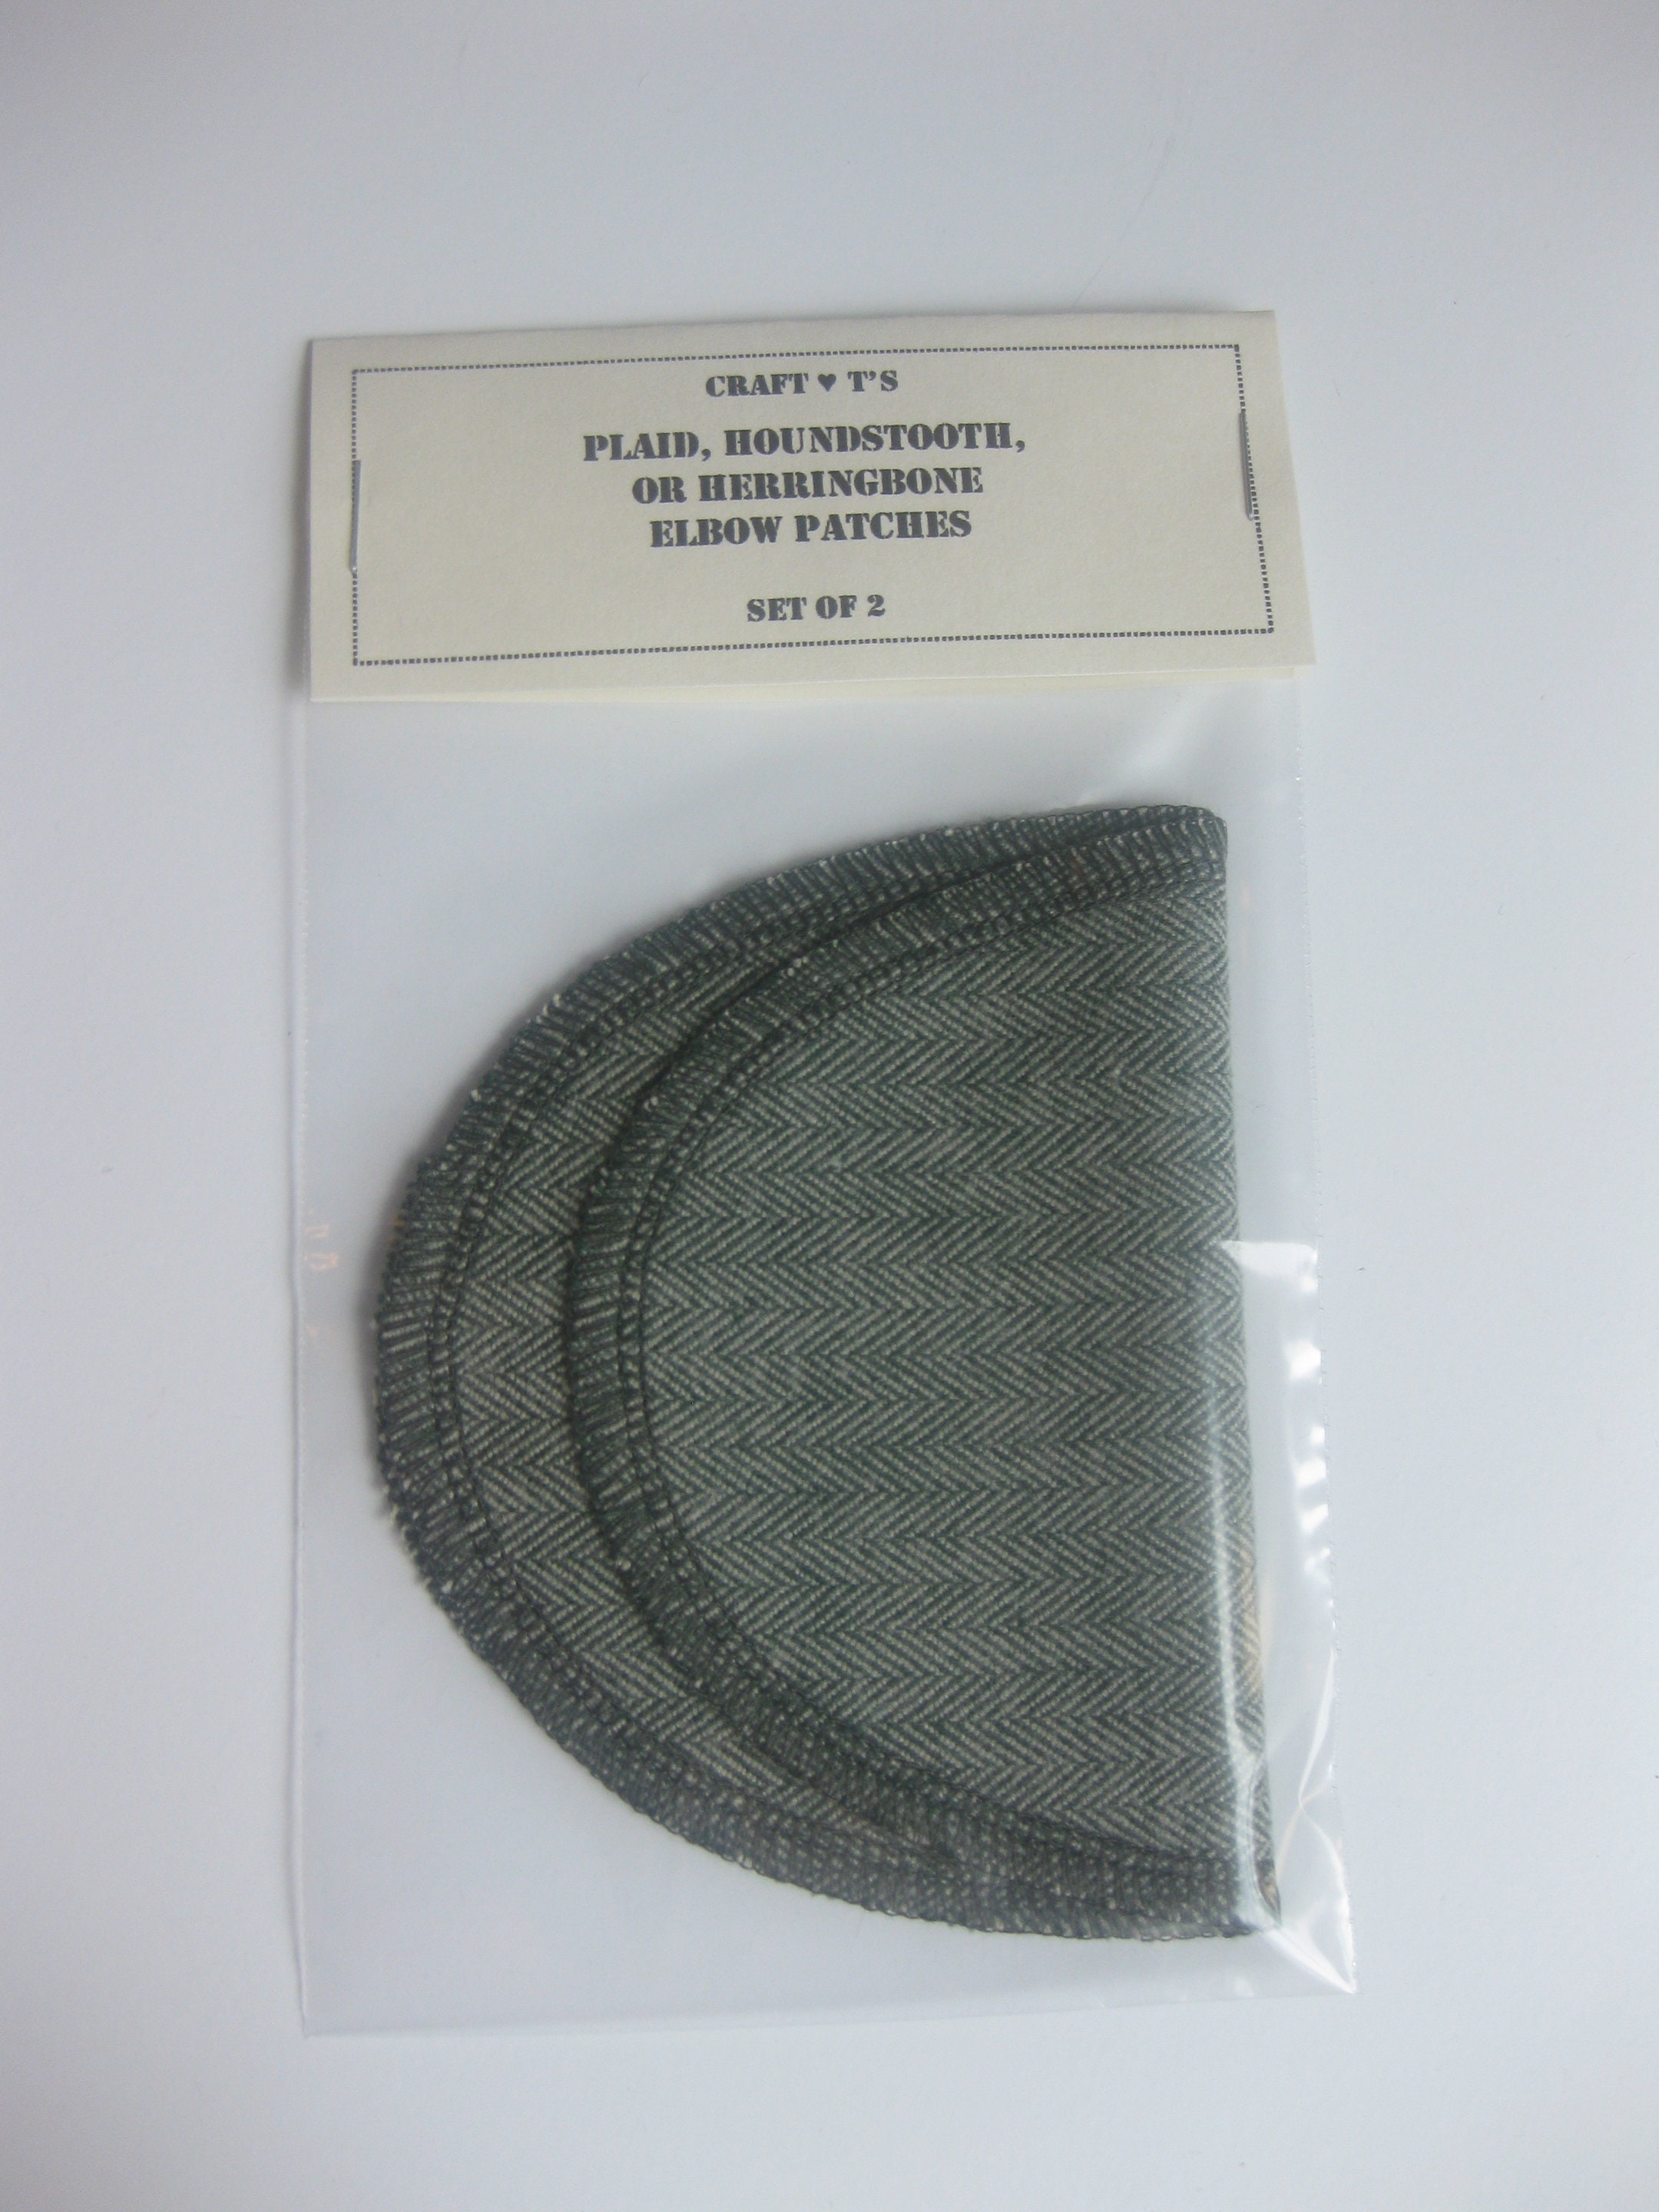 CRAFT ♥ T'S
PLAID, HOUNDSTOOTH,
OR HERRINGBONE
ELBOW PATCHES
SET OF 2